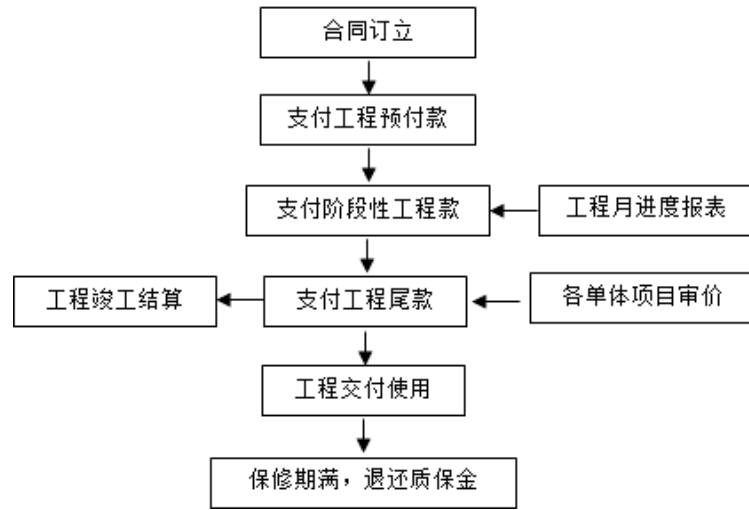 合同订立
支付工程预付款
支付阶段性工程款
工程月进度报表
工程竣工结算
支付工程尾款
各单体项目审价
工程交付使用
保修期满，退还质保金